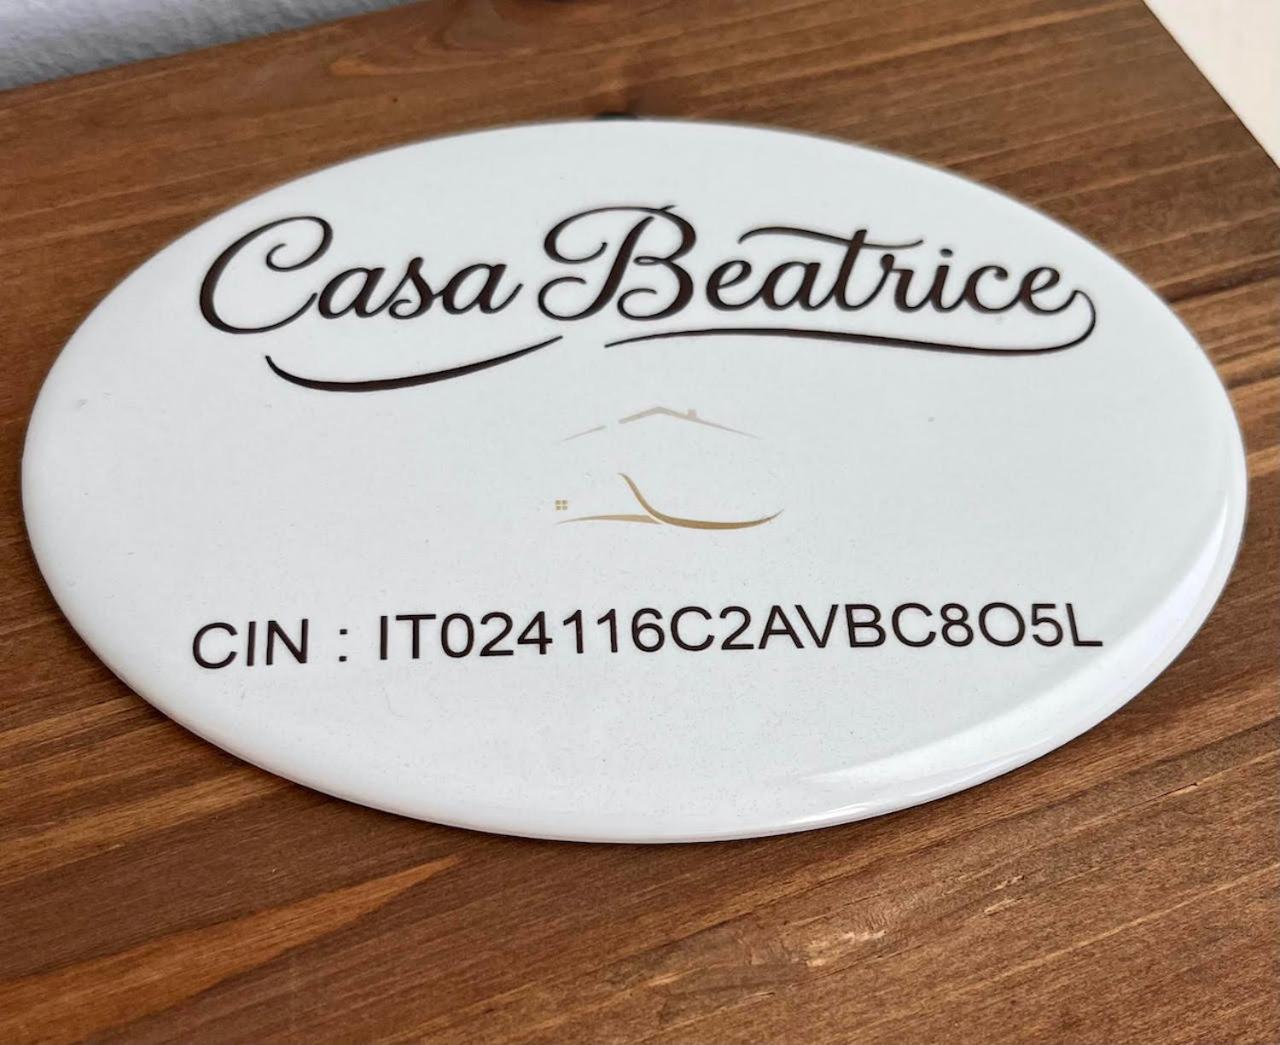 Casa Beatrice
CIN : IT024116C2AVBC8O5L